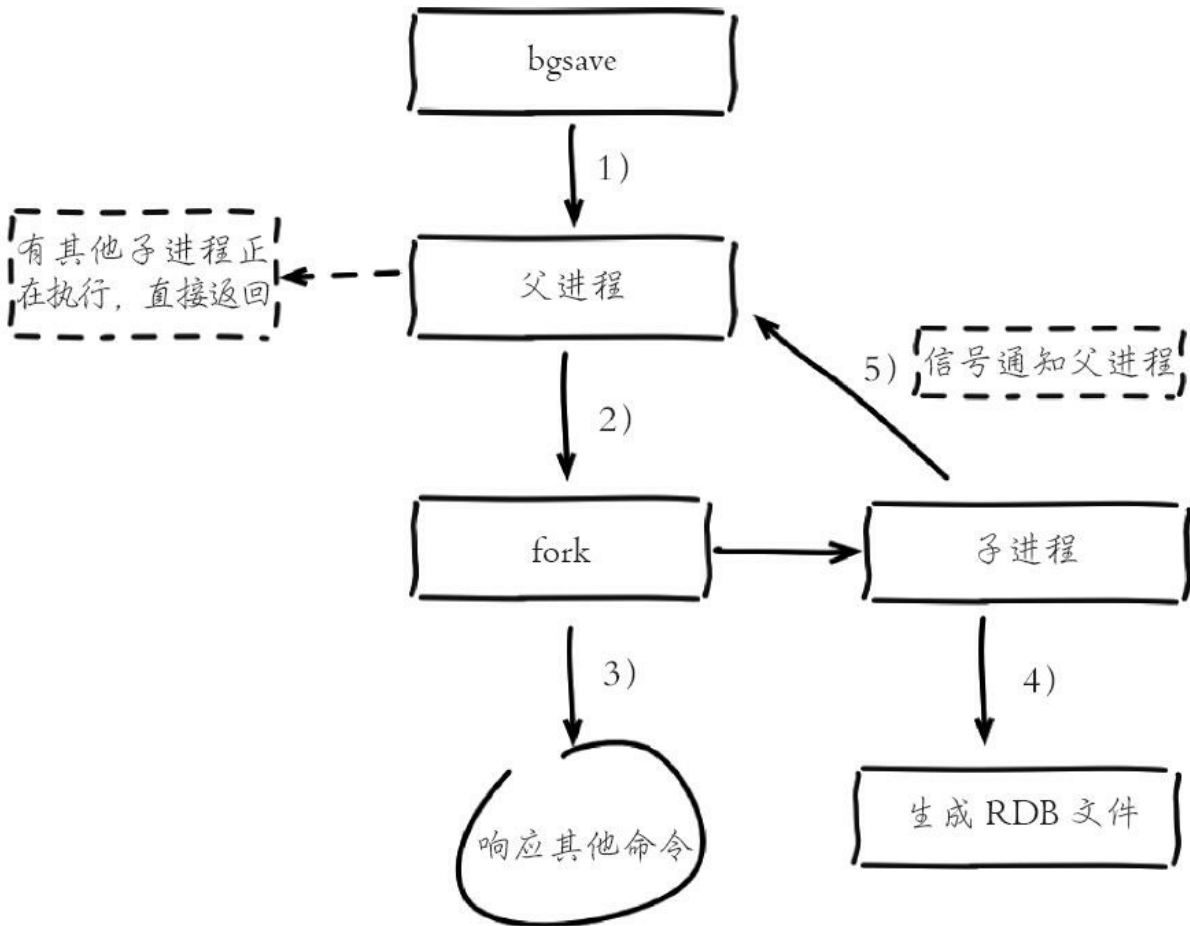 bgsave
1)
有其他子进程正
在执行，直接返回
父进程
5)
信号通知父进程
2)
fork
子进程
3)
4)
生成 RDB 文件
响应其他命令